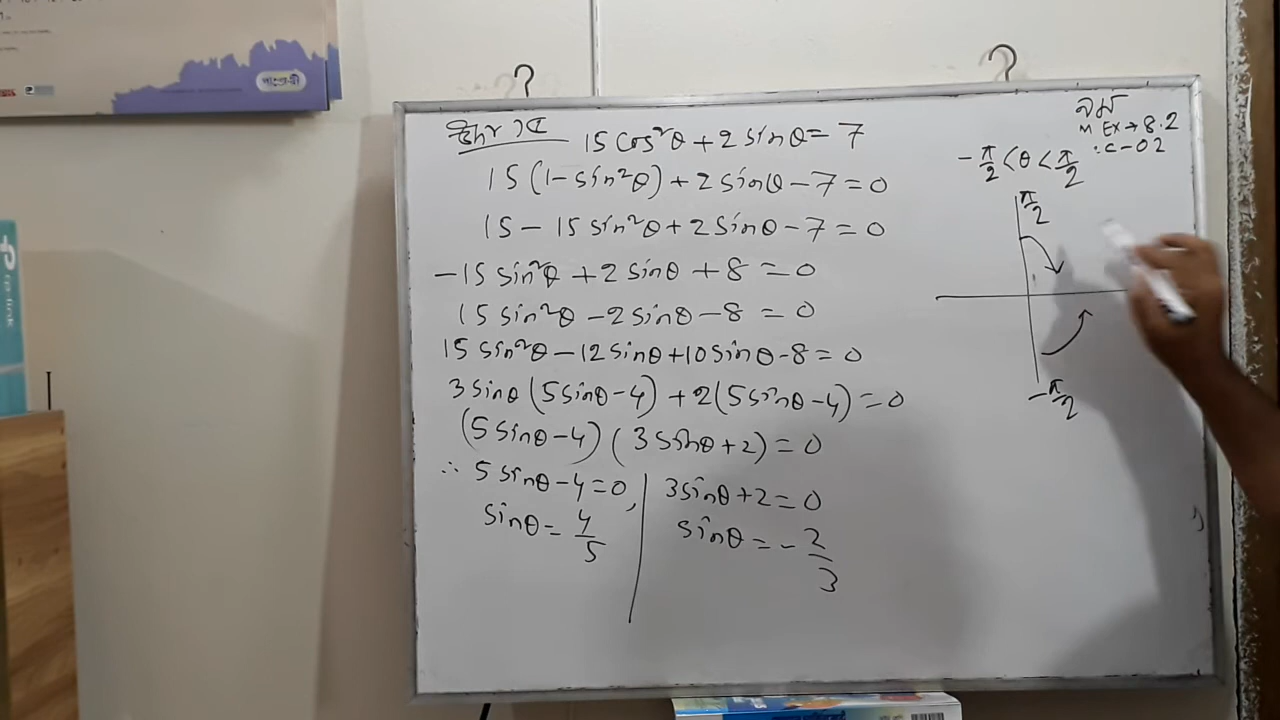 পাঞ্জেরী
tp-link
15 cos²θ + 2 sinθ = 7
15(1 - sin²θ) + 2 sinθ - 7 = 0
15 - 15 sin²θ + 2 sinθ - 7 = 0
-15 sin²θ + 2 sinθ + 8 = 0
15 sin²θ - 2 sinθ - 8 = 0
15 sin²θ - 12 sinθ + 10 sinθ - 8 = 0
3 sinθ (5 sinθ - 4) + 2(5 sinθ - 4) = 0
(5 sinθ - 4) (3 sinθ + 2) = 0
∴ 5 sinθ - 4 = 0,
sinθ = 4/5
3 sinθ + 2 = 0
sinθ = - 2/3
Ex → 8.2
-π/2 < θ < π/2
π/2
-π/2